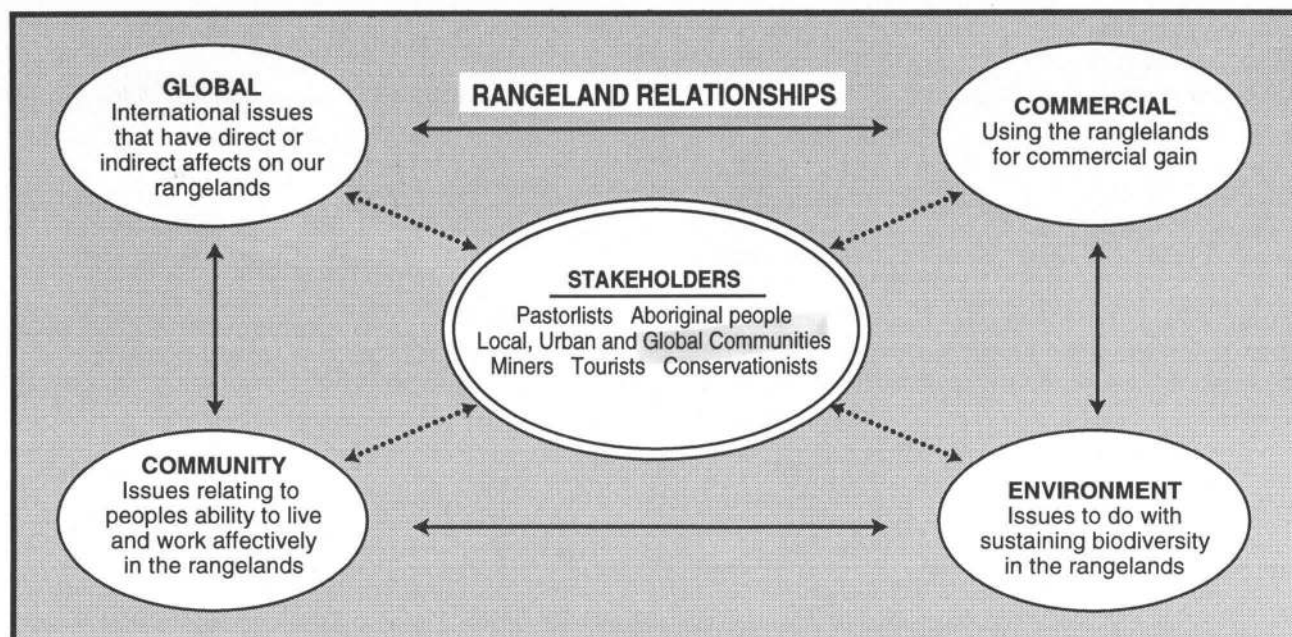 RANGELAND RELATIONSHIPS
GLOBAL
International issues
that have direct or
indirect affects on our
rangelands
COMMERCIAL
Using the ranglelands
for commercial gain
STAKEHOLDERS
Pastorlists Aboriginal people
Local, Urban and Global Communities
Miners Tourists Conservationists
COMMUNITY
Issues relating to
peoples ability to live
and work affectively
in the rangelands
ENVIRONMENT
Issues to do with
sustaining biodiversity
in the rangelands